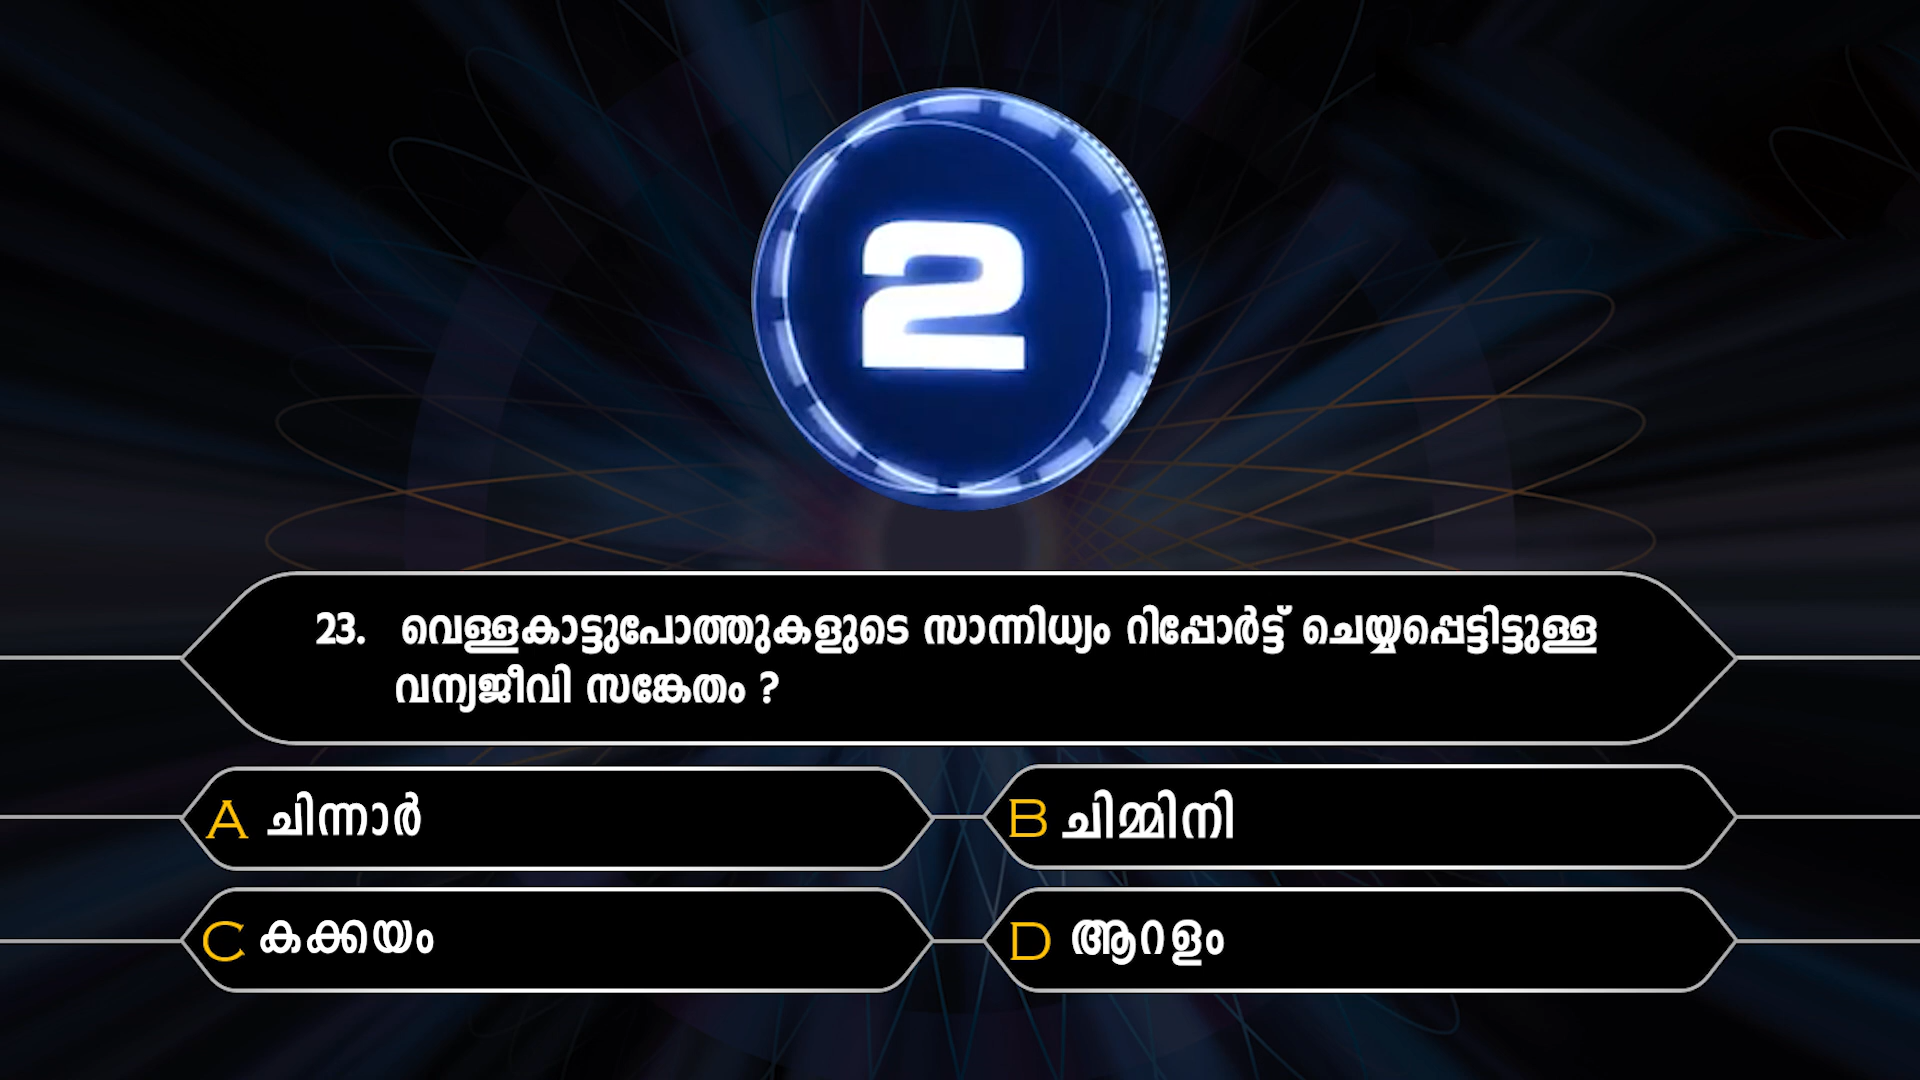 2
23. വെള്ളകാട്ടുപോത്തുകളുടെ സാന്നിധ്യം റിപ്പോർട്ട് ചെയ്യപ്പെട്ടിട്ടുള്ള
വന്യജീവി സങ്കേതം ?
A ചിന്നാർ
B ചിമ്മിനി
C കക്കയം
D ആറളം